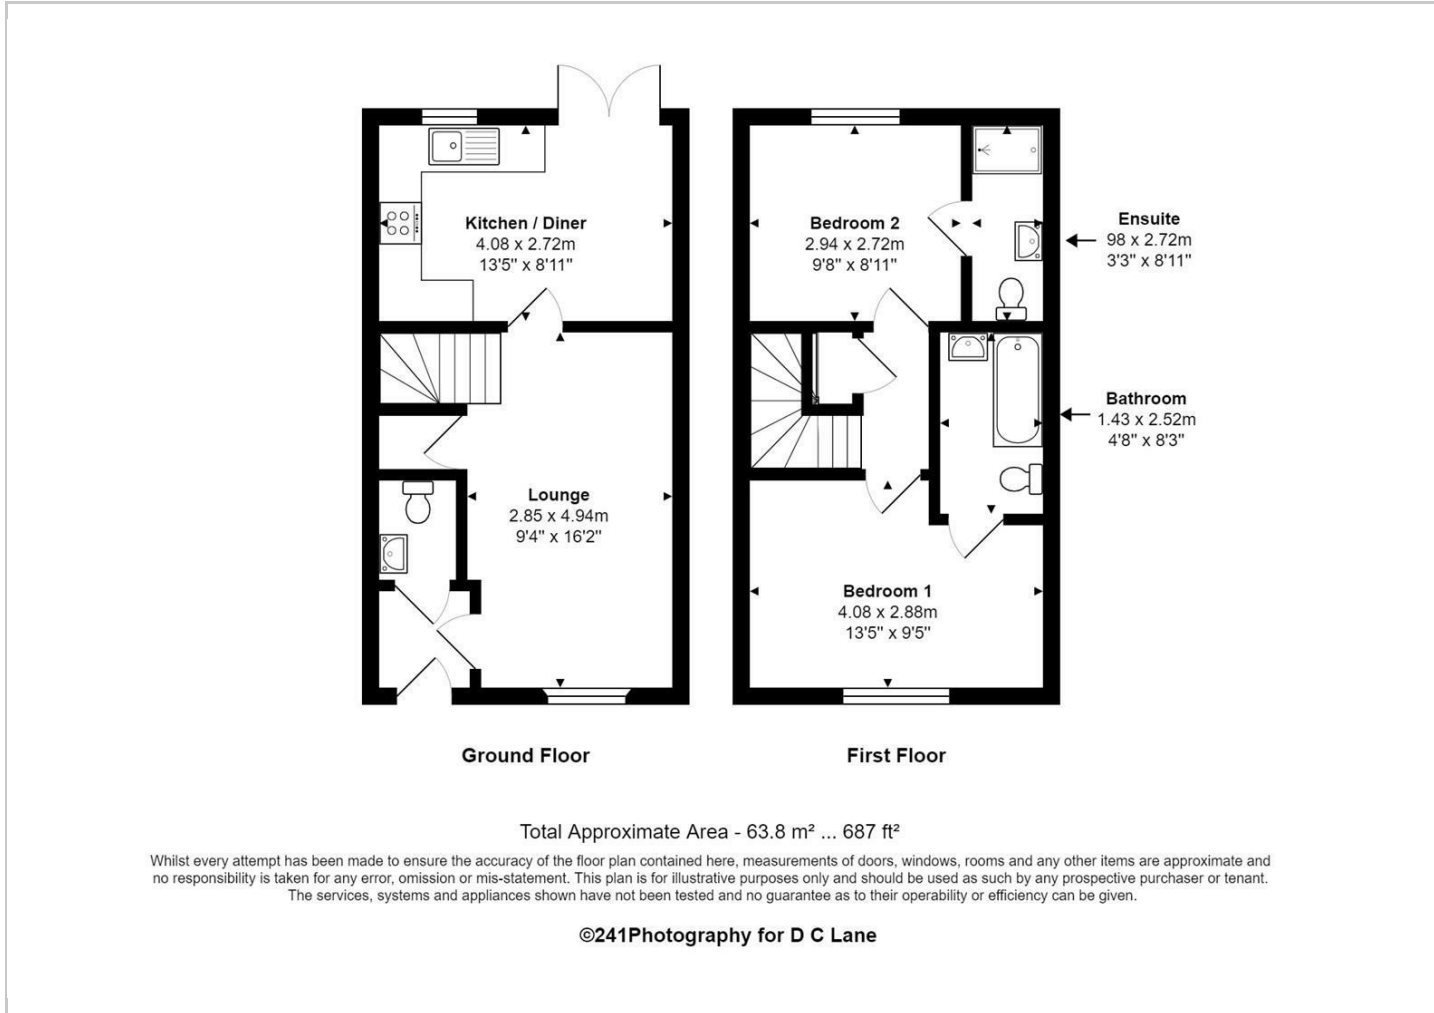 Kitchen / Diner
4.08 x 2.72m
13'5" x 8'11"
Lounge
2.85 x 4.94m
9'4" x 16'2"
Ground Floor
Bedroom 2
2.94 x 2.72m
9'8" x 8'11"
Ensuite
98 x 2.72m
3'3" x 8'11"
Bathroom
1.43 x 2.52m
4'8" x 8'3"
Bedroom 1
4.08 x 2.88m
13'5" x 9'5"
First Floor
Total Approximate Area - 63.8 m² ... 687 ft²
Whilst every attempt has been made to ensure the accuracy of the floor plan contained here, measurements of doors, windows, rooms and any other items are approximate and
no responsibility is taken for any error, omission or mis-statement. This plan is for illustrative purposes only and should be used as such by any prospective purchaser or tenant.
The services, systems and appliances shown have not been tested and no guarantee as to their operability or efficiency can be given.
©241Photography for D C Lane